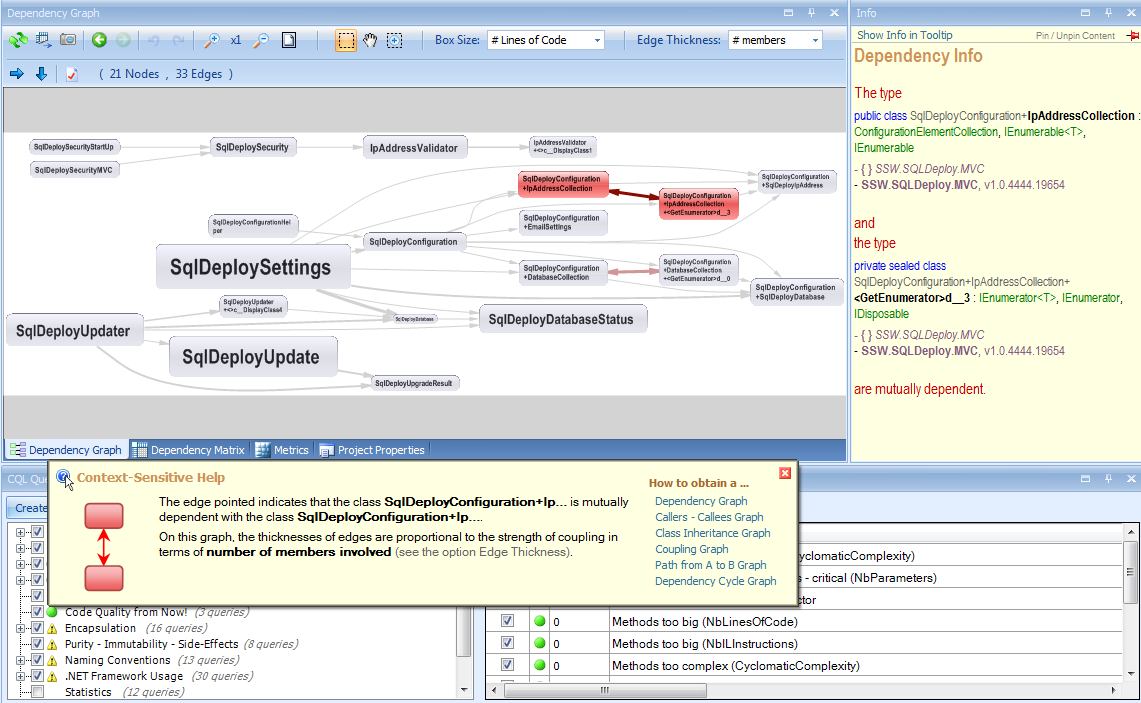 Dependency Graph
x1
Box Size:
# Lines of Code
Edge Thickness:
# members
( 21 Nodes , 33 Edges )
SqlDeploySecurityStartUp
SqlDeploySecurityMVC
SqlDeploySecurity
IpAddressValidator
IpAddressValidator
+<>c__DisplayClass1
SqlDeployConfiguration
+IpAddressCollection
SqlDeployConfiguration
+SqlDeployIpAddress
SqlDeployConfiguration
+IpAddressCollection
+<GetEnumerator>d__3
SqlDeployConfigurationHel
per
SqlDeployConfiguration
+EmailSettings
SqlDeployConfiguration
SqlDeploySettings
SqlDeployConfiguration
+DatabaseCollection
SqlDeployConfiguration
+DatabaseCollection
+<GetEnumerator>d__0
SqlDeployConfiguration
+SqlDeployDatabase
SqlDeployUpdater
+<>c__DisplayClass4
SqlDeployDatabase
SqlDeployDatabaseStatus
SqlDeployUpdater
SqlDeployUpdate
SqlDeployUpgradeResult
Dependency Graph
Dependency Matrix
Metrics
Project Properties
Info
Show Info in Tooltip
Pin / Unpin Content
Dependency Info
The type
public class SqlDeployConfiguration+IpAddressCollection :
ConfigurationElementCollection, IEnumerable<T>,
IEnumerable
- { } SSW.SQLDeploy.MVC
- SSW.SQLDeploy.MVC, v1.0.4444.19654
and
the type
private sealed class
SqlDeployConfiguration+IpAddressCollection+
<GetEnumerator>d__3 : IEnumerator<T>, IEnumerator,
IDisposable
- { } SSW.SQLDeploy.MVC
- SSW.SQLDeploy.MVC, v1.0.4444.19654
are mutually dependent.
CQL Qu
Create
Context-Sensitive Help
The edge pointed indicates that the class SqlDeployConfiguration+Ip... is mutually
dependent with the class SqlDeployConfiguration+Ip....
On this graph, the thicknesses of edges are proportional to the strength of coupling in
terms of number of members involved (see the option Edge Thickness).
How to obtain a ...
Dependency Graph
Callers - Callees Graph
Class Inheritance Graph
Coupling Graph
Path from A to B Graph
Dependency Cycle Graph
Code Quality from Now! (3 queries)
Encapsulation (16 queries)
Purity - Immutability - Side-Effects (8 queries)
Naming Conventions (13 queries)
.NET Framework Usage (30 queries)
Statistics (12 queries)
yclomaticComplexity)
s - critical (NbParameters)
ctor
0 Methods too big (NbLinesOfCode)
0 Methods too big (NbILInstructions)
0 Methods too complex (CyclomaticComplexity)